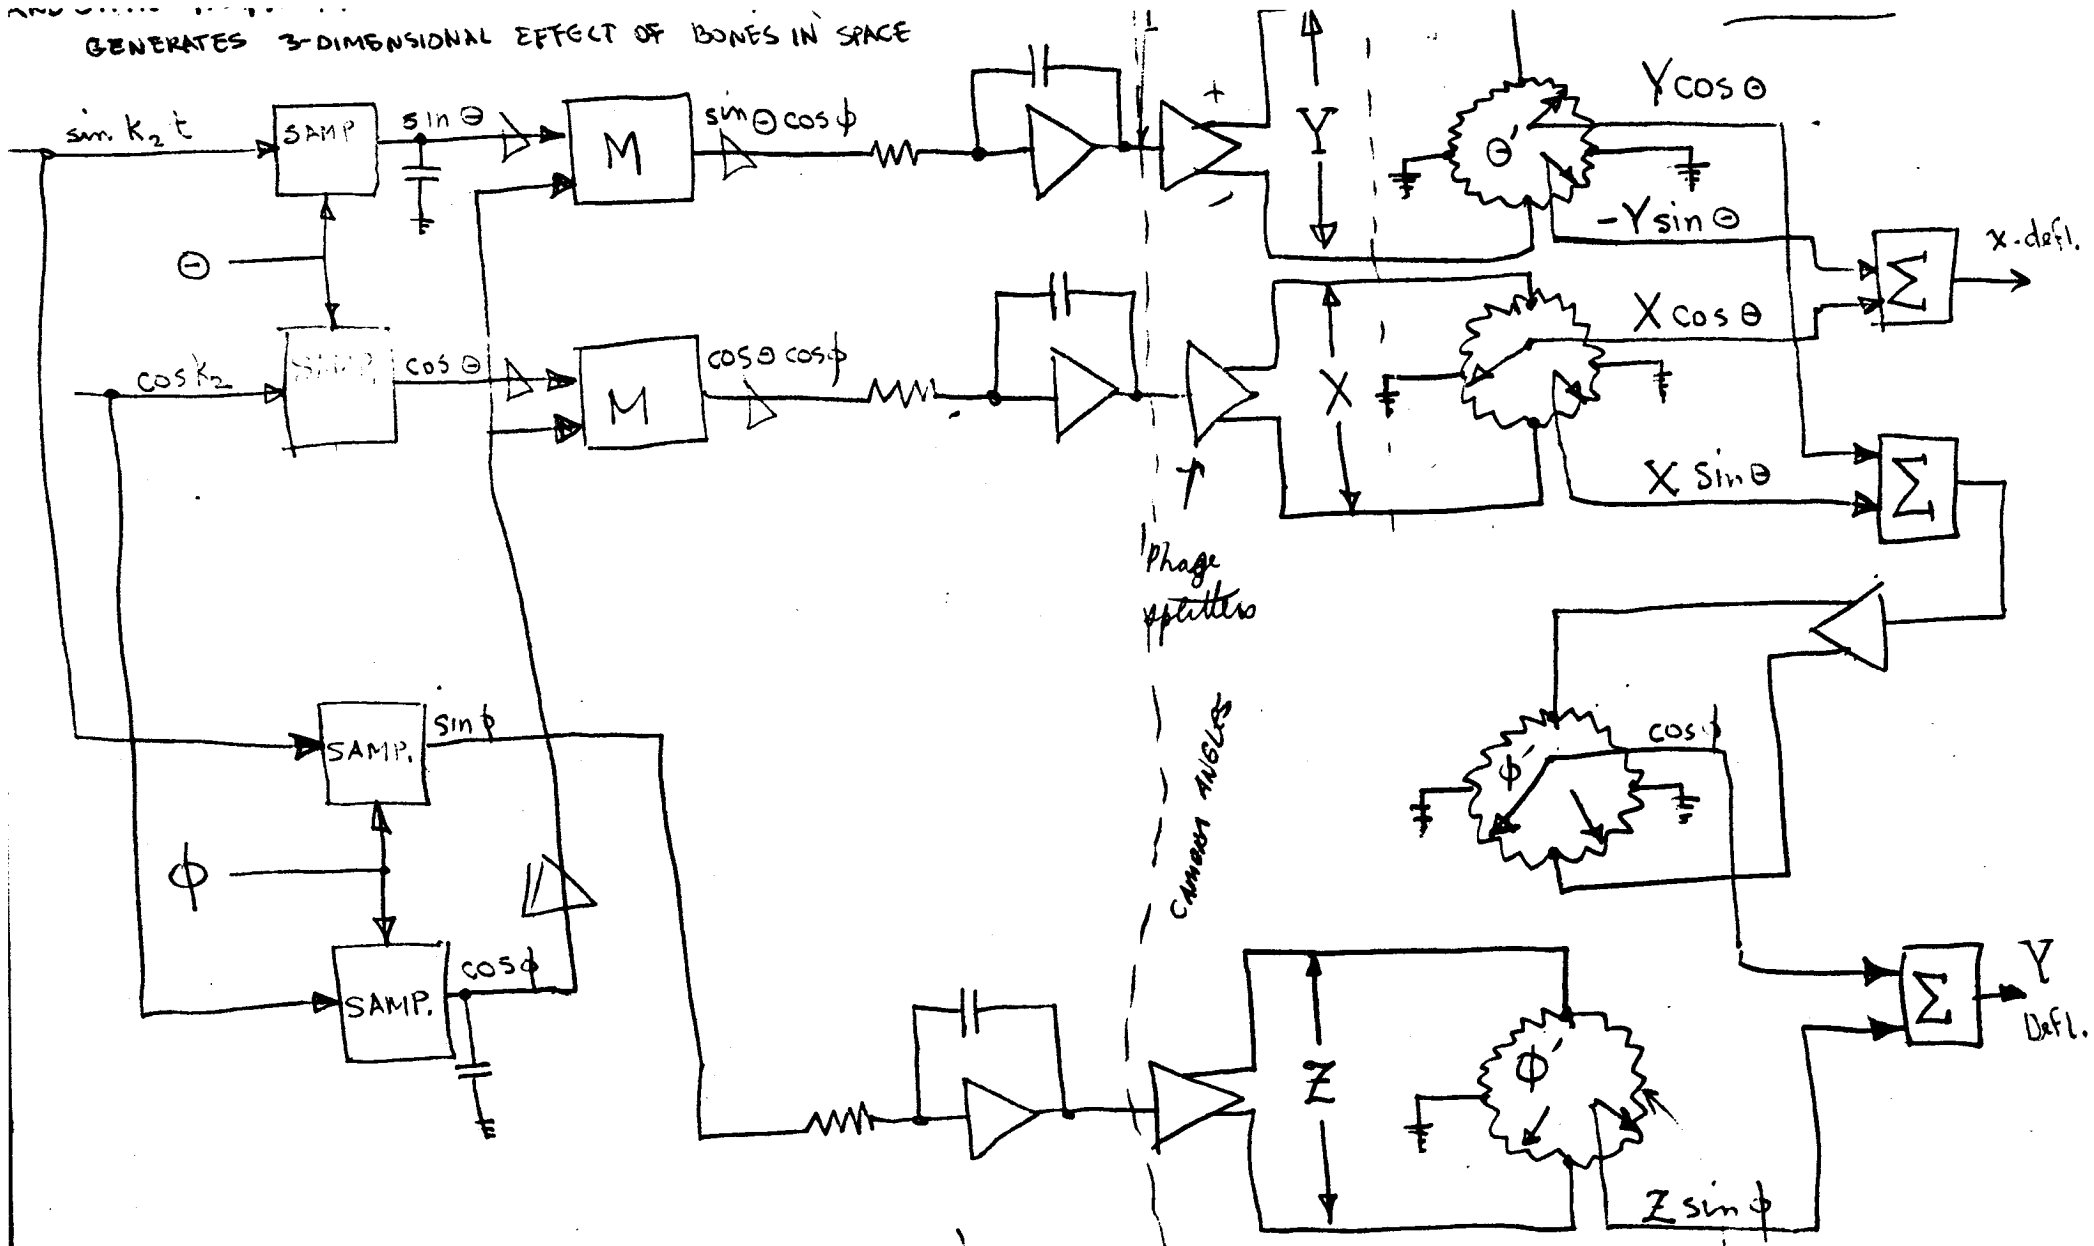 GENERATES 3-DIMENSIONAL EFFECT OF BONES IN SPACE
sin k₂ t
SAMP
sin Θ
M
sin Θ cos ϕ
+
−
Y
Θ'
Y cos Θ
-Y sin Θ
Σ
x-defl.
Θ
cos k₂
SAMP.
cos Θ
M
cos Θ cos ϕ
X
X cos Θ
X sin Θ
Σ
Phase
splitters
CAMERA ANGLES
sin ϕ
SAMP.
ϕ
cos ϕ
SAMP.
ϕ'
cos ϕ
Z
ϕ'
Z sin ϕ
Σ
Y
Defl.